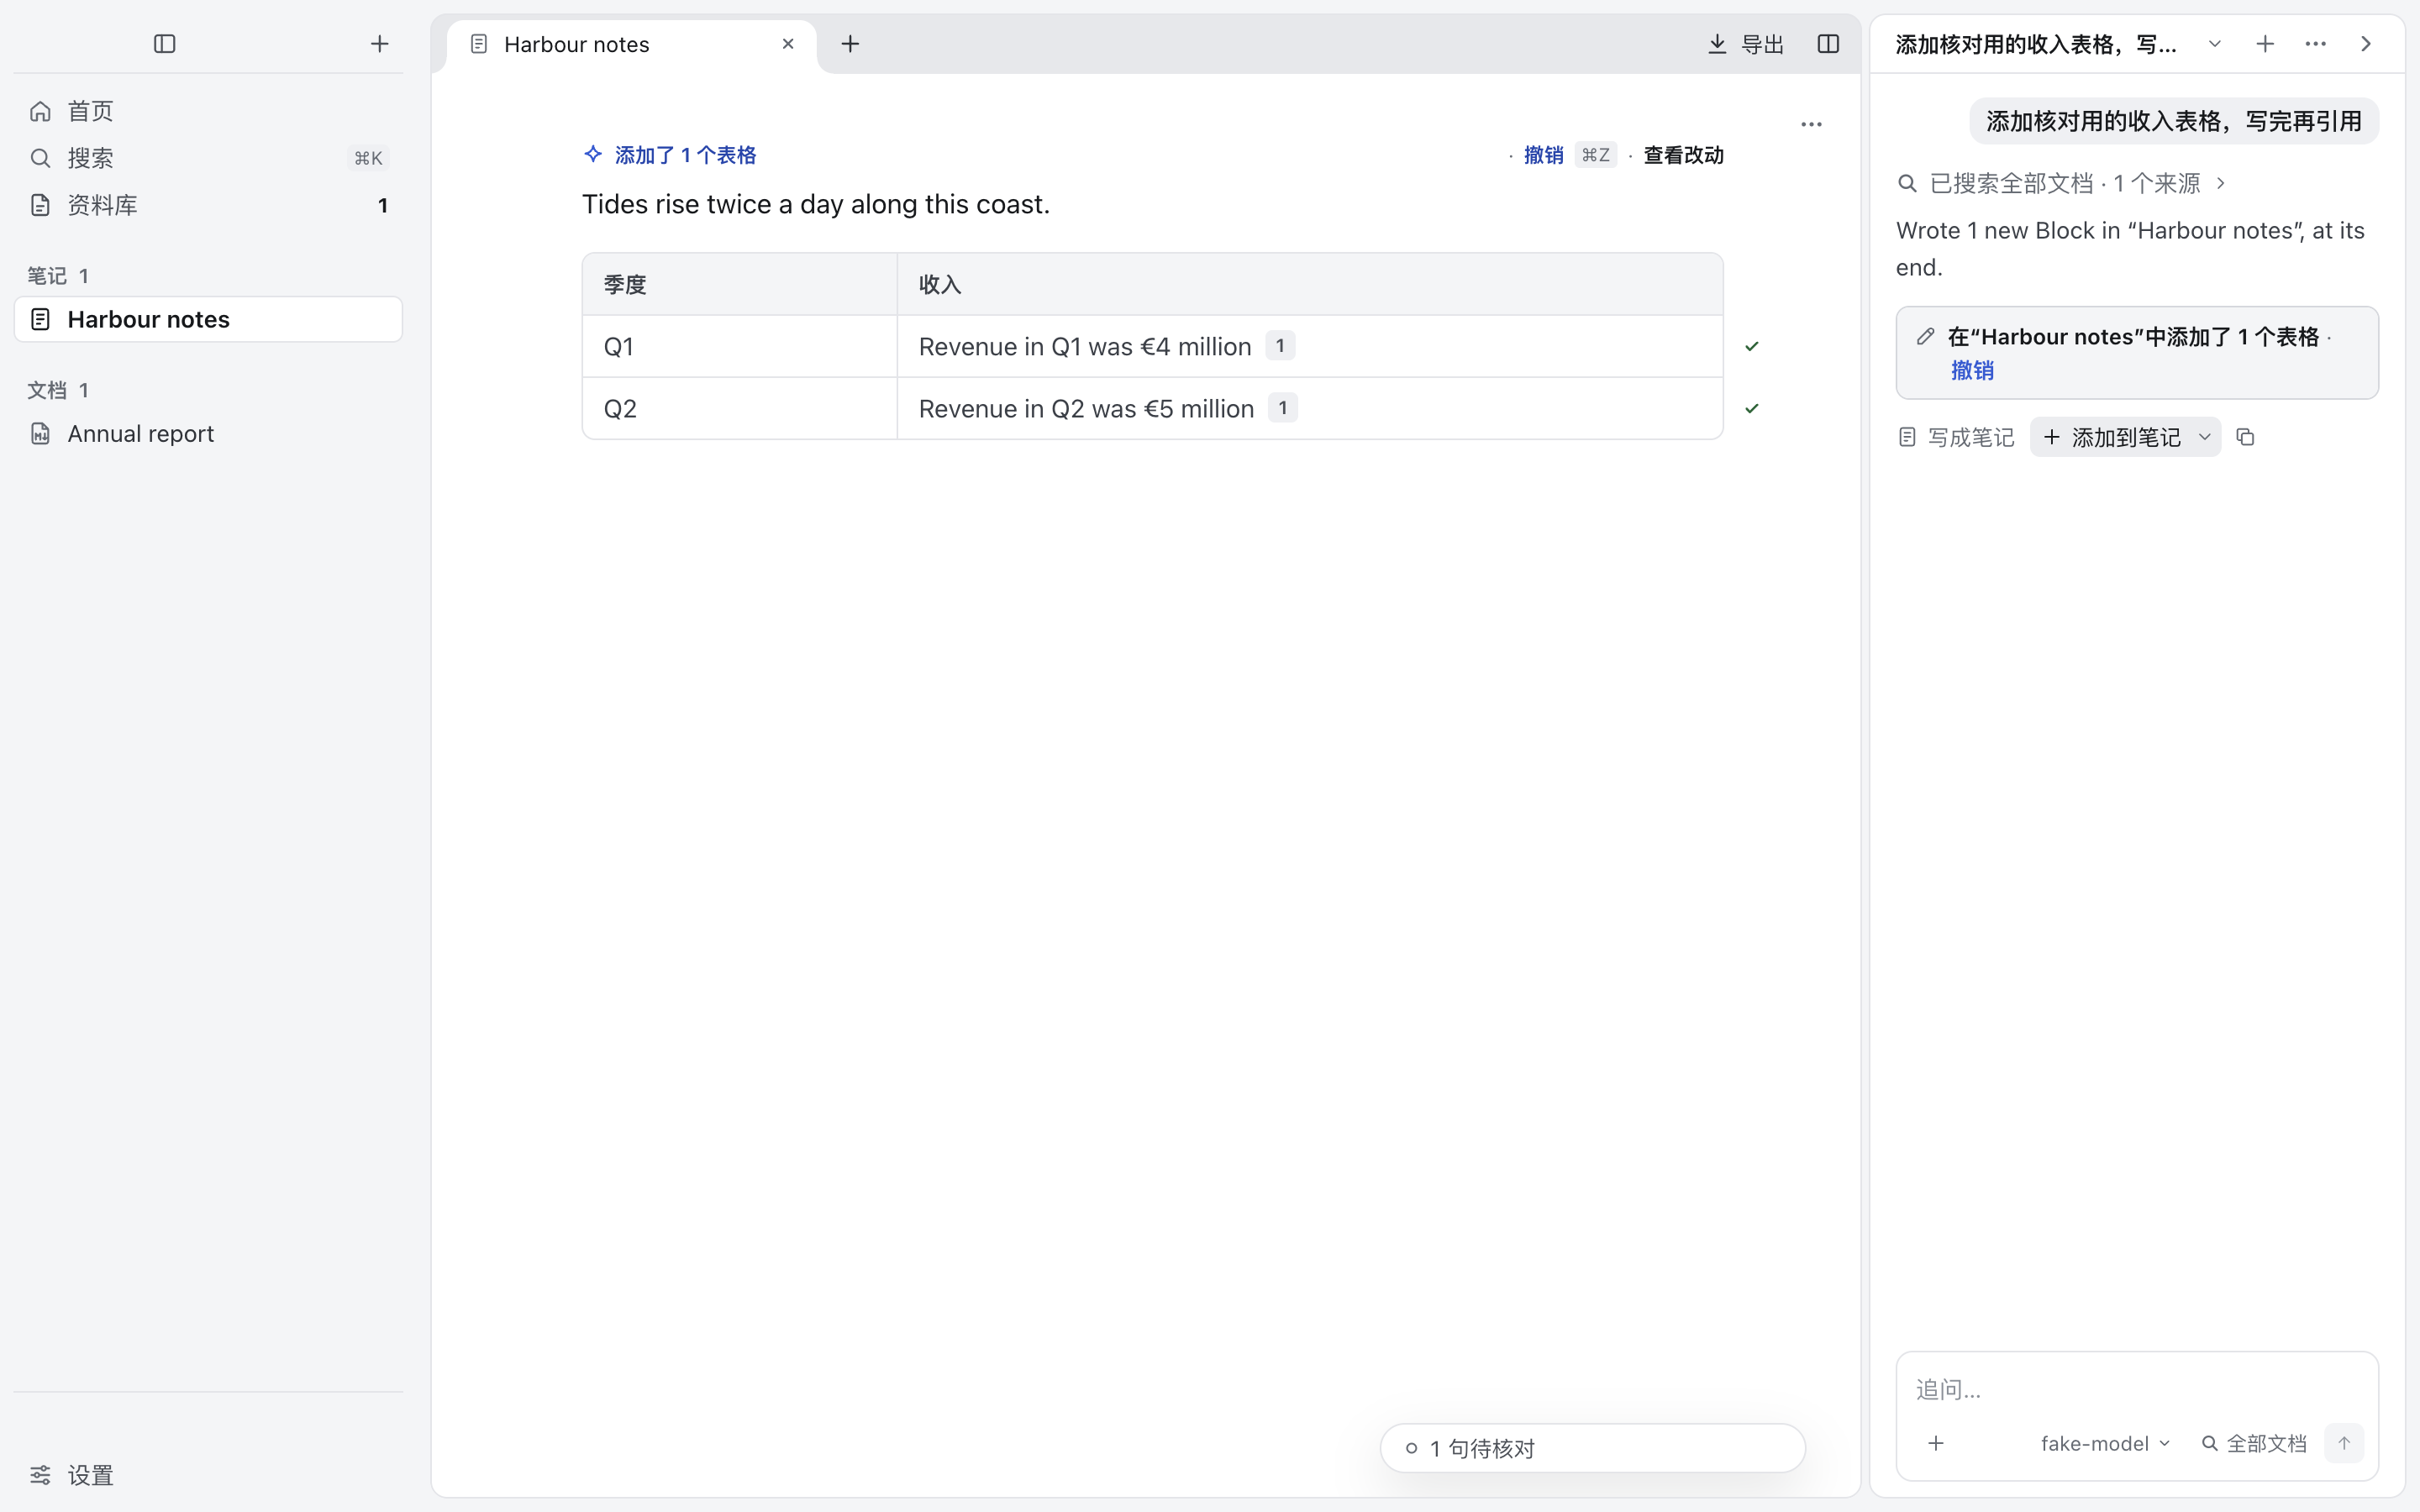 首页
搜索 ⌘K
资料库 1
笔记 1
Harbour notes
文档 1
Annual report
设置
Harbour notes
导出
添加了 1 个表格 · 撤销 ⌘Z · 查看改动
Tides rise twice a day along this coast.
季度 收入
Q1 Revenue in Q1 was €4 million 1
Q2 Revenue in Q2 was €5 million 1
1 句待核对
添加核对用的收入表格，写...
添加核对用的收入表格，写完再引用
已搜索全部文档 · 1 个来源
Wrote 1 new Block in “Harbour notes”, at its
end.
在“Harbour notes”中添加了 1 个表格 ·
撤销
写成笔记 添加到笔记
追问...
fake-model 全部文档